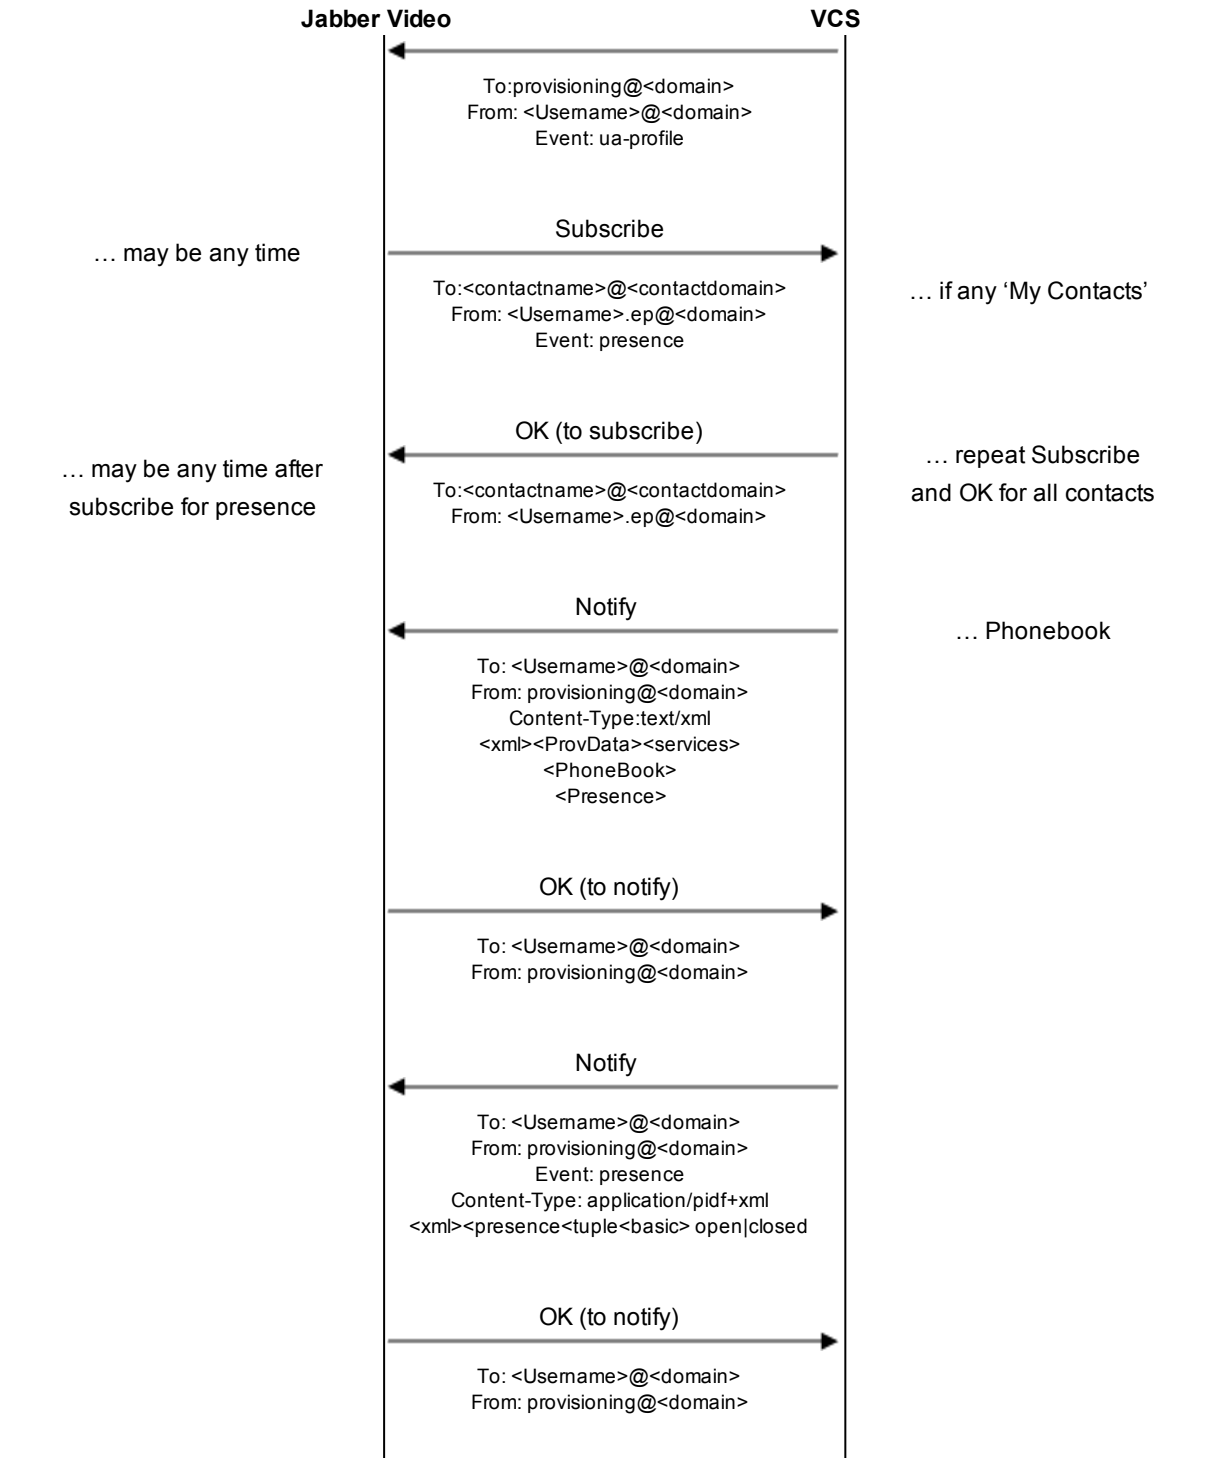 Jabber Video
VCS
To:provisioning@<domain>
From: <Username>@<domain>
Event: ua-profile
Subscribe
… may be any time
To:<contactname>@<contactdomain>
From: <Username>.ep@<domain>
Event: presence
… if any ‘My Contacts’
OK (to subscribe)
… may be any time after
subscribe for presence
… repeat Subscribe
and OK for all contacts
To:<contactname>@<contactdomain>
From: <Username>.ep@<domain>
Notify
… Phonebook
To: <Username>@<domain>
From: provisioning@<domain>
Content-Type:text/xml
<xml><ProvData><services>
<PhoneBook>
<Presence>
OK (to notify)
To: <Username>@<domain>
From: provisioning@<domain>
Notify
To: <Username>@<domain>
From: provisioning@<domain>
Event: presence
Content-Type: application/pidf+xml
<xml><presence<tuple<basic> open|closed
OK (to notify)
To: <Username>@<domain>
From: provisioning@<domain>